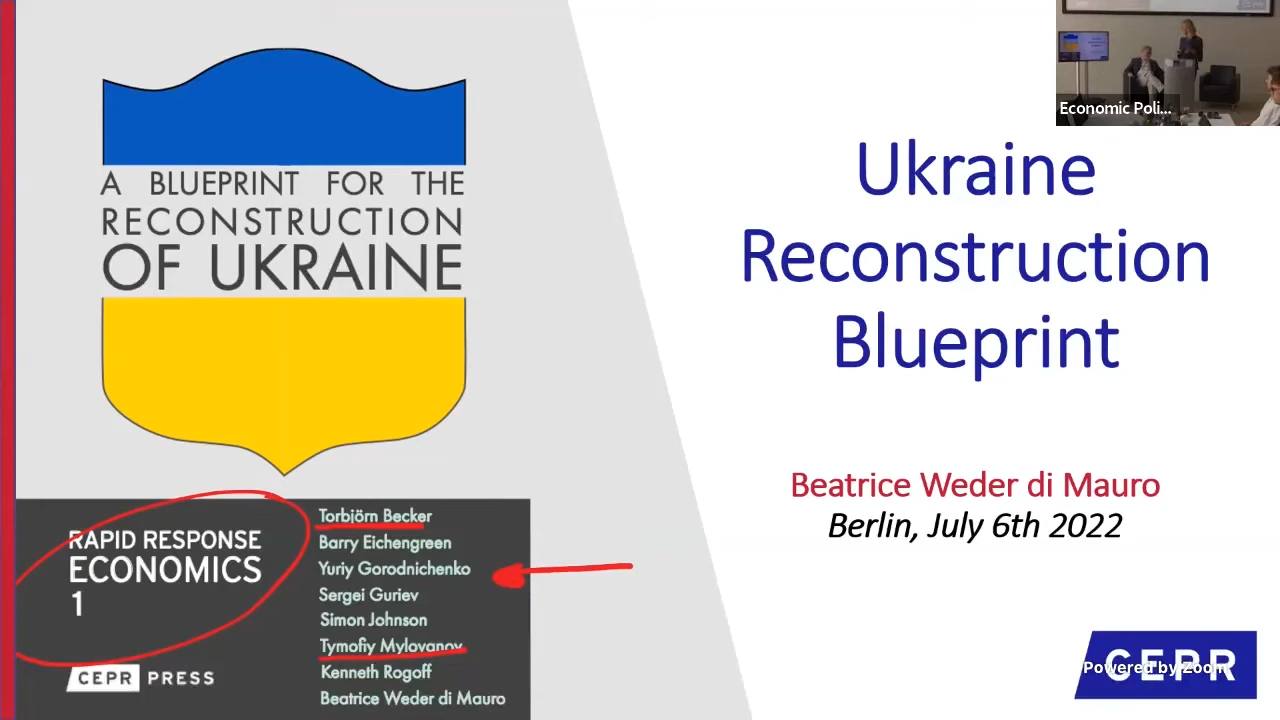 A BLUEPRINT FOR THE
RECONSTRUCTION
OF UKRAINE
RAPID RESPONSE
ECONOMICS
1
CEPR PRESS
Torbjörn Becker
Barry Eichengreen
Yuriy Gorodnichenko
Sergei Guriev
Simon Johnson
Tymofiy Mylovanov
Kenneth Rogoff
Beatrice Weder di Mauro
Economic Poli...
Ukraine
Reconstruction
Blueprint
Beatrice Weder di Mauro
Berlin, July 6th 2022
CEPR
Powered by Zoom